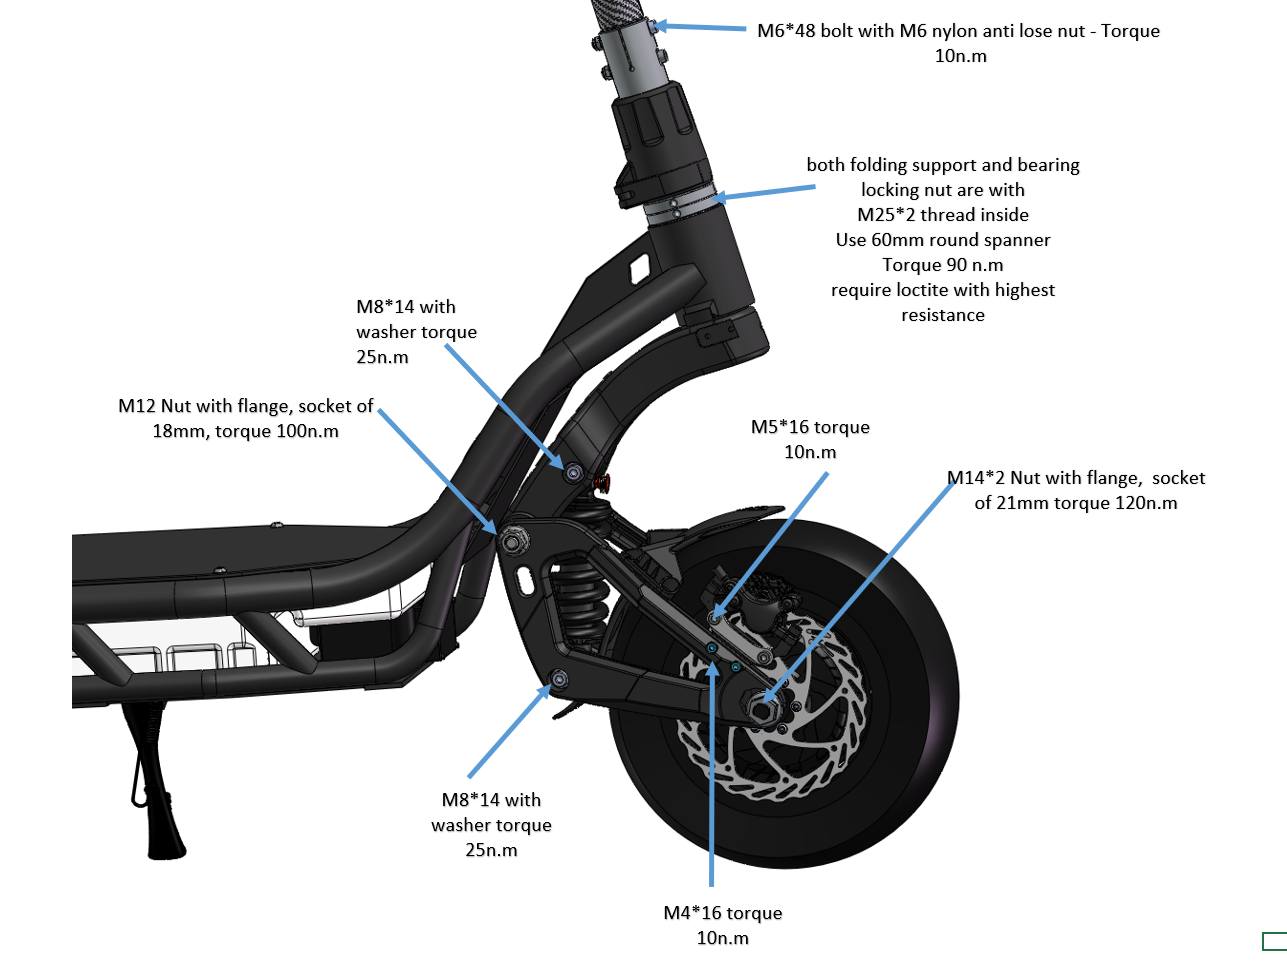 M6*48 bolt with M6 nylon anti lose nut - Torque
10n.m
both folding support and bearing
locking nut are with
M25*2 thread inside
Use 60mm round spanner
Torque 90 n.m
require loctite with highest
resistance
M8*14 with
washer torque
25n.m
M12 Nut with flange, socket of
18mm, torque 100n.m
M5*16 torque
10n.m
M14*2 Nut with flange, socket
of 21mm torque 120n.m
M8*14 with
washer torque
25n.m
M4*16 torque
10n.m